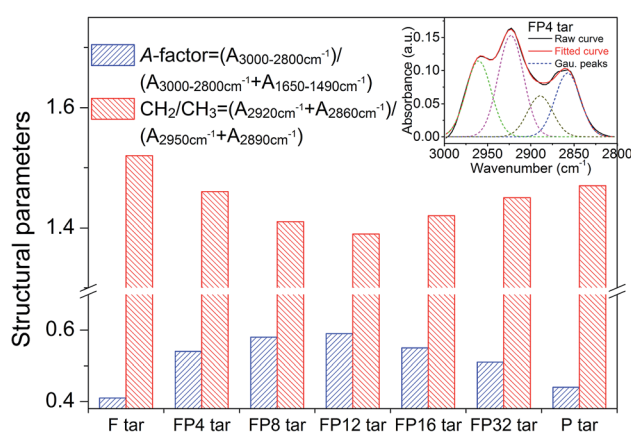 Structural parameters
1.6
1.4
0.6
0.4
A-factor=(A3000-2800cm⁻¹)/
(A3000-2800cm⁻¹+A1650-1490cm⁻¹)
CH₂/CH₃=(A2920cm⁻¹+A2860cm⁻¹)/
(A2950cm⁻¹+A2890cm⁻¹)
FP4 tar
Raw curve
Fitted curve
Gau. peaks
Absorbance (a.u.)
0.15
0.10
0.05
0.00
3000 2950 2900 2850 2800
Wavenumber (cm⁻¹)
F tar FP4 tar FP8 tar FP12 tar FP16 tar FP32 tar P tar